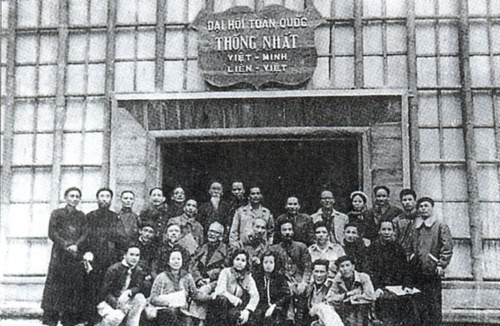 ĐẠI HỘI TOÀN QUỐC
THỐNG NHẤT
VIỆT-MINH
LIÊN-VIỆT